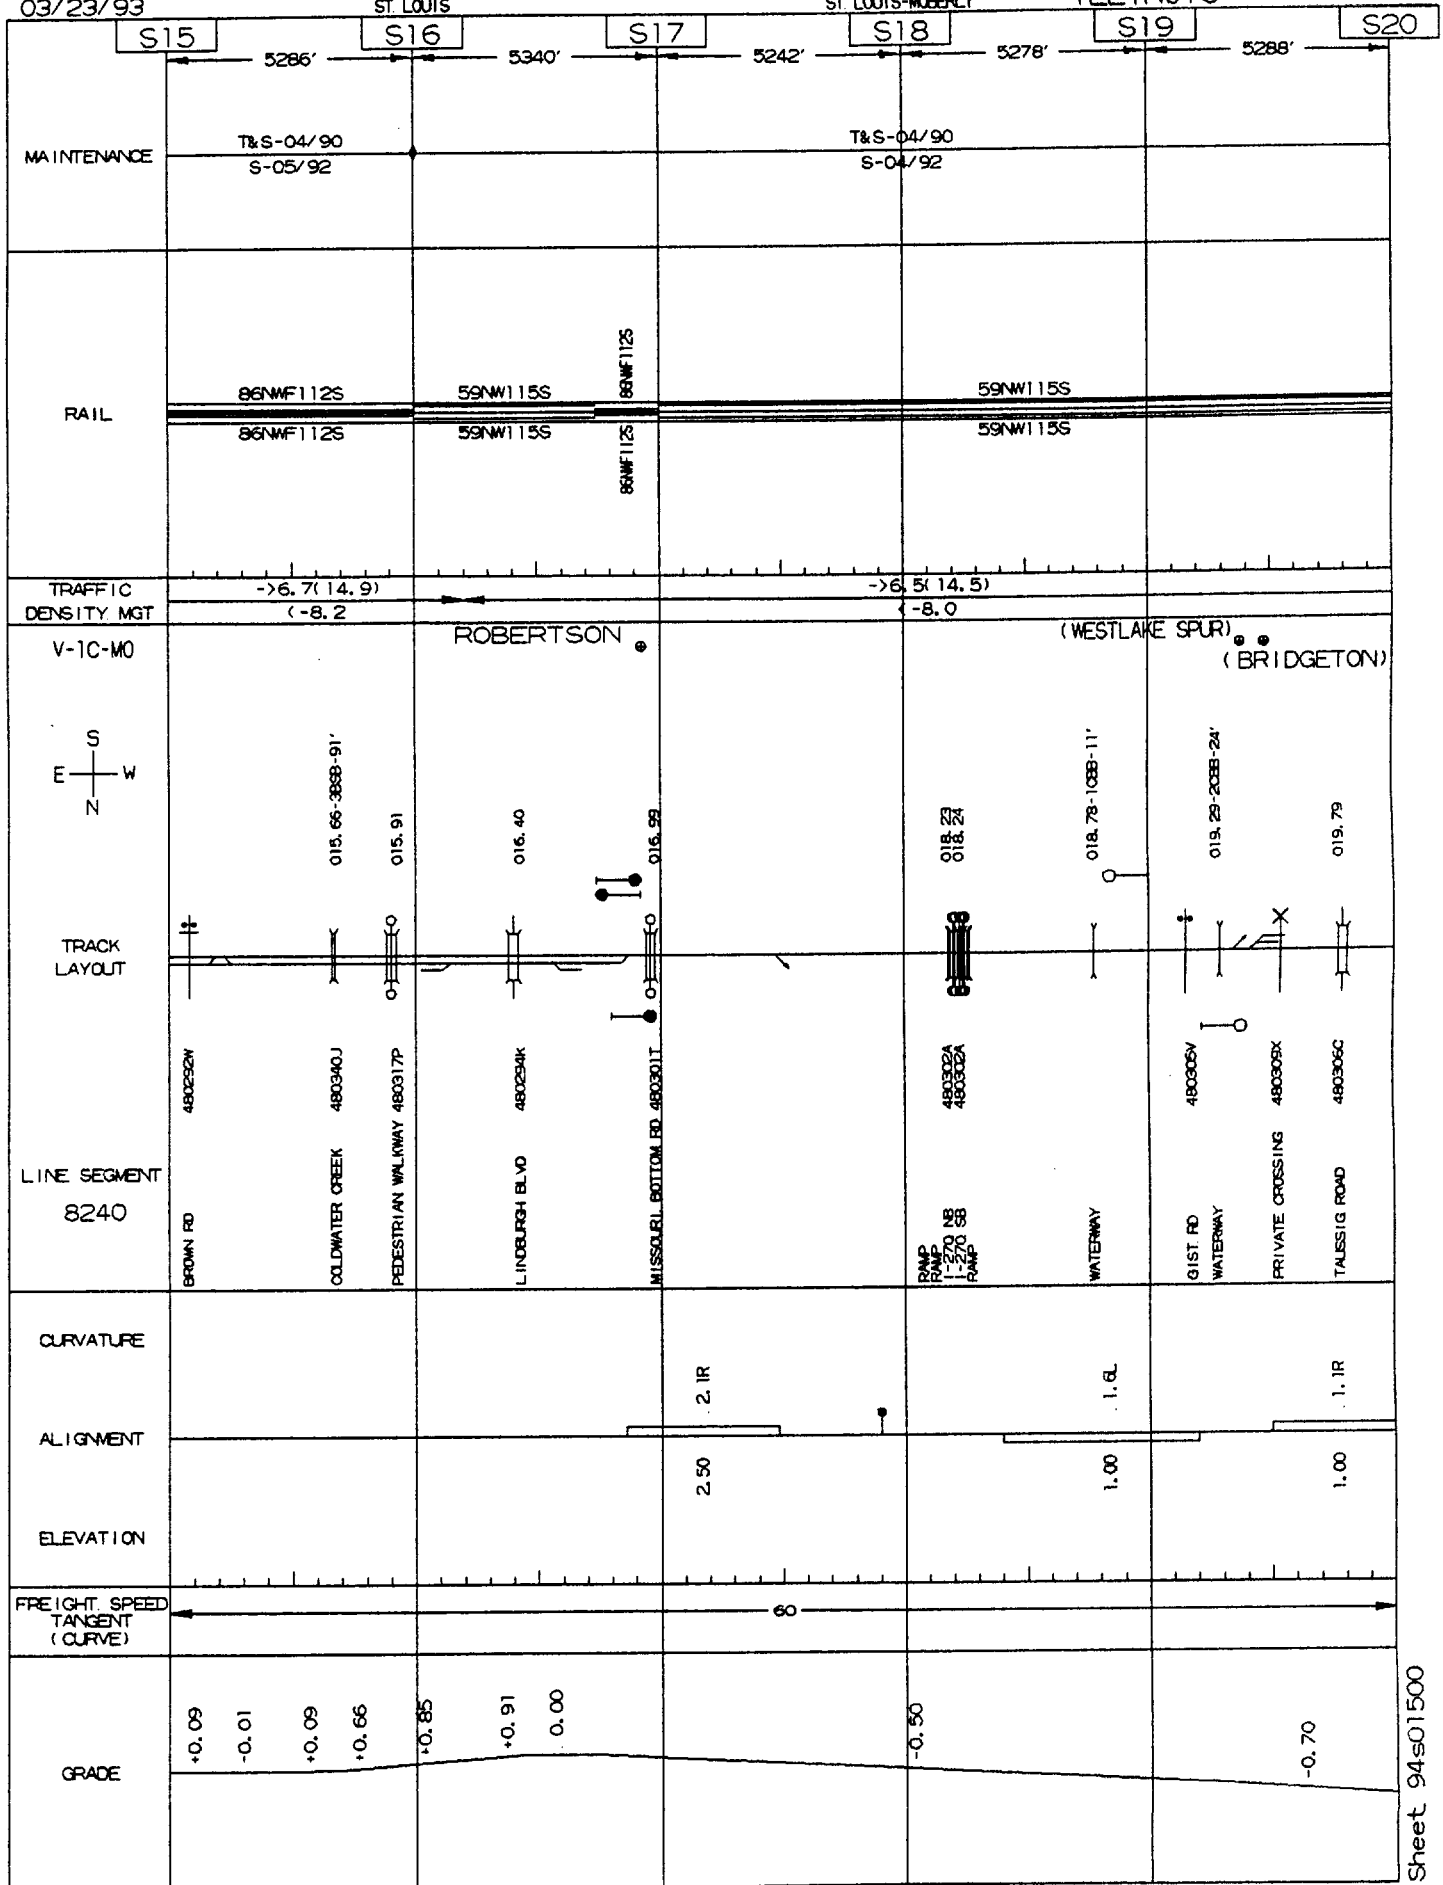 03/23/93
ST. LOUIS
ST. LOUIS-MOBERLY
S15
S16
S17
S18
S19
S20
5286'
5340'
5242'
5278'
5288'
MAINTENANCE
T&S-04/90
S-05/92
T&S-04/90
S-04/92
RAIL
86NWF112S
59NW115S
86NWF112S
59NW115S
86NWF112S
59NW115S
86NWF112S
59NW115S
TRAFFIC
DENSITY MGT
->6.7(14.9)
<-8.2
->6.5(14.5)
<-8.0
V-1C-MO
ROBERTSON
(WESTLAKE SPUR)
(BRIDGETON)
S
E W
N
015.66-3BSB-91'
015.91
016.40
016.99
018.23
018.24
018.78-1CBB-11'
019.29-2CBB-24'
019.79
TRACK
LAYOUT
LINE SEGMENT
8240
BROWN RD 480292W
COLDWATER CREEK 480340J
PEDESTRIAN WALKWAY 480317P
LINDBURGH BLVD 480294K
MISSOURI BOTTOM RD 480301T
RAMP
RAMP
I-270 NB 480302A
I-270 SB 480302A
RAMP
WATERWAY
GIST RD 480305V
WATERWAY
PRIVATE CROSSING 480309X
TAUSSIG ROAD 480306C
CURVATURE
2.1R
1.6L
1.1R
ALIGNMENT
2.50
1.00
1.00
ELEVATION
FREIGHT SPEED
TANGENT
(CURVE)
60
GRADE
+0.09
-0.01
+0.09
+0.66
+0.85
+0.91
0.00
-0.50
-0.70
Sheet 94s01500